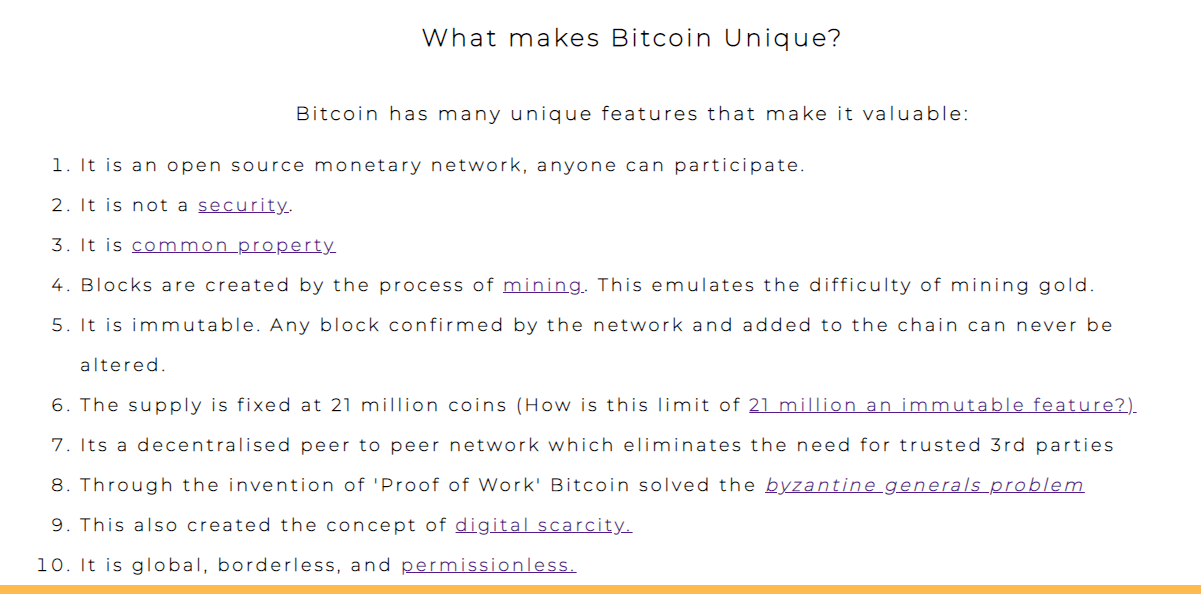 What makes Bitcoin Unique?
Bitcoin has many unique features that make it valuable:
1. It is an open source monetary network, anyone can participate.
2. It is not a security.
3. It is common property
4. Blocks are created by the process of mining. This emulates the difficulty of mining gold.
5. It is immutable. Any block confirmed by the network and added to the chain can never be
altered.
6. The supply is fixed at 21 million coins (How is this limit of 21 million an immutable feature?)
7. Its a decentralised peer to peer network which eliminates the need for trusted 3rd parties
8. Through the invention of 'Proof of Work' Bitcoin solved the byzantine generals problem
9. This also created the concept of digital scarcity.
10. It is global, borderless, and permissionless.